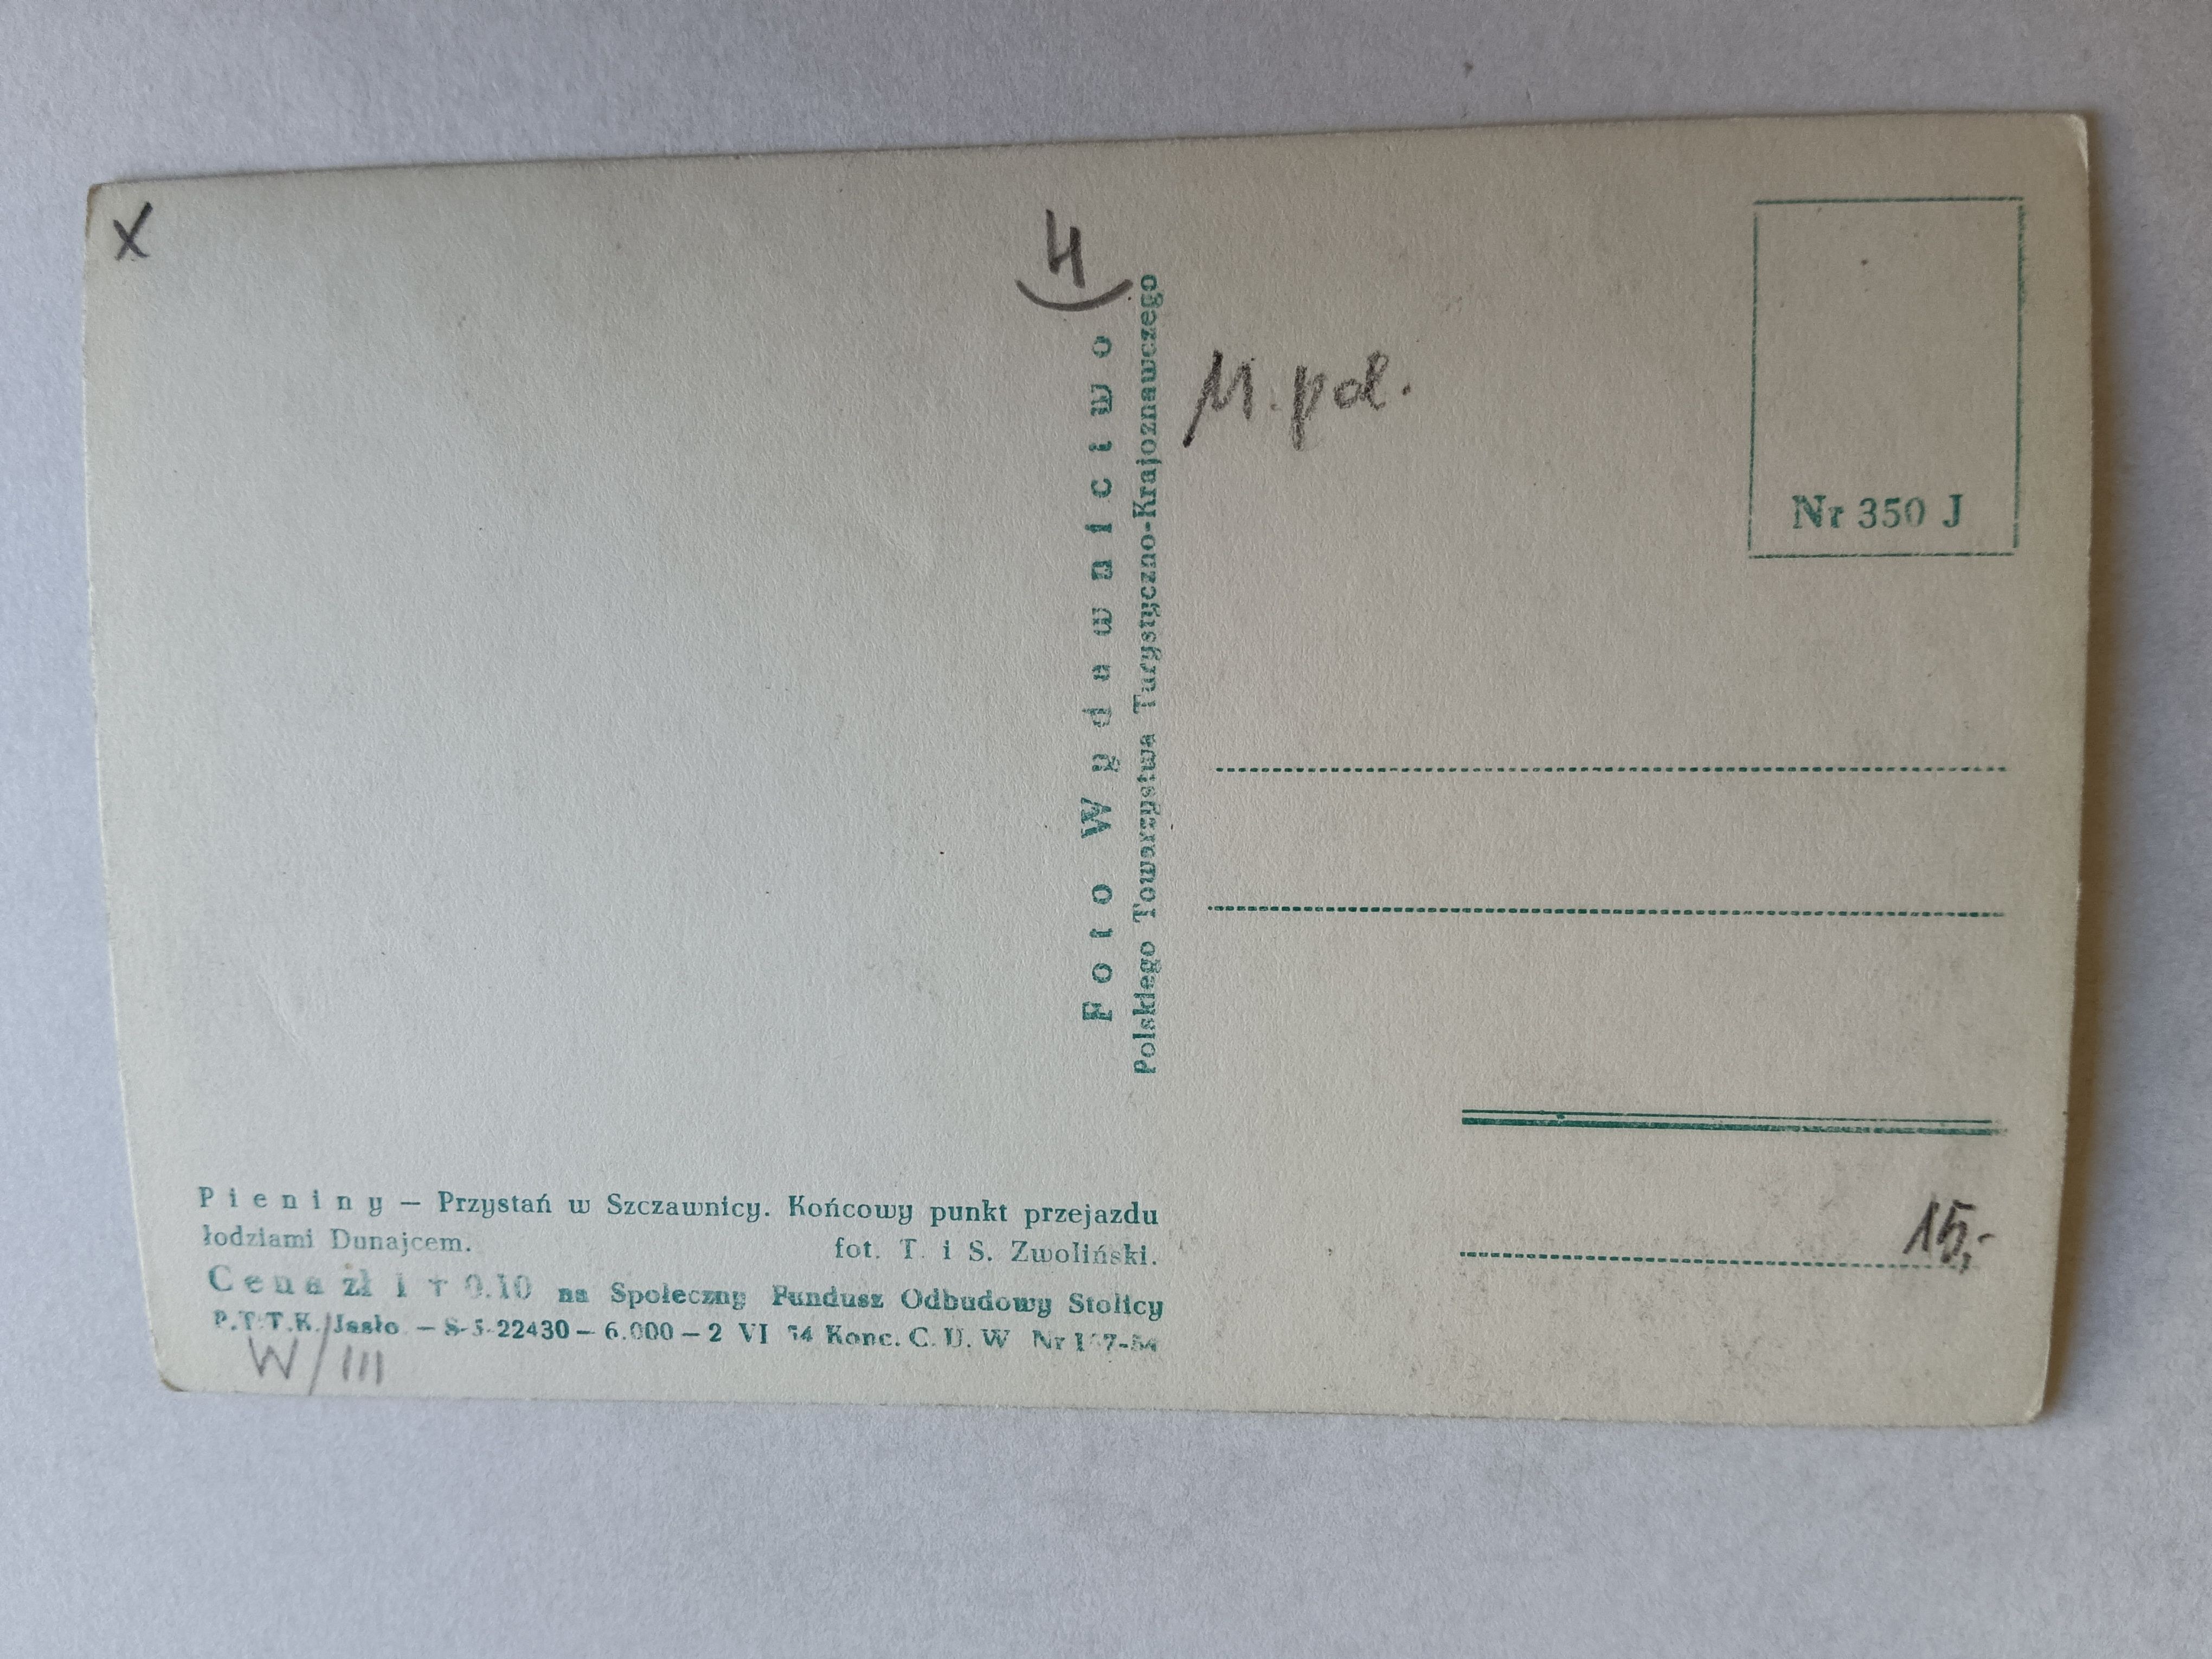 X
4
Foto Wydawnictwo
Polskiego Towarzystwa Turystyczno-Krajoznawczego
M. pol.
Nr 350 J
Pieniny — Przystań w Szczawnicy. Końcowy punkt przejazdu
łodziami Dunajcem. fot. T. i S. Zwoliński.
Cena zł 1 + 0.10 na Społeczny Fundusz Odbudowy Stolicy
P.T.T.K. Jasło — S-5-22430 — 6.000 — 2 VI 54 Konc. C. U. W Nr
W/III
15,-